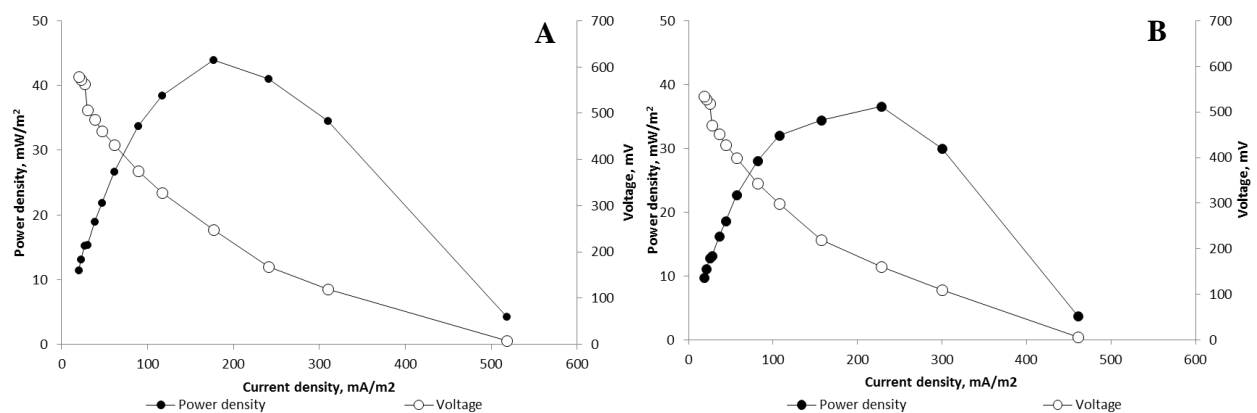 A
50
40
30
20
10
0
Power density, mW/m²
700
600
500
400
300
200
100
0
Voltage, mV
0 100 200 300 400 500 600
Current density, mA/m2
Power density Voltage
B
50
40
30
20
10
0
Power density, mW/m²
700
600
500
400
300
200
100
0
Voltage, mV
0 100 200 300 400 500 600
Current density, mA/m2
Power density Voltage